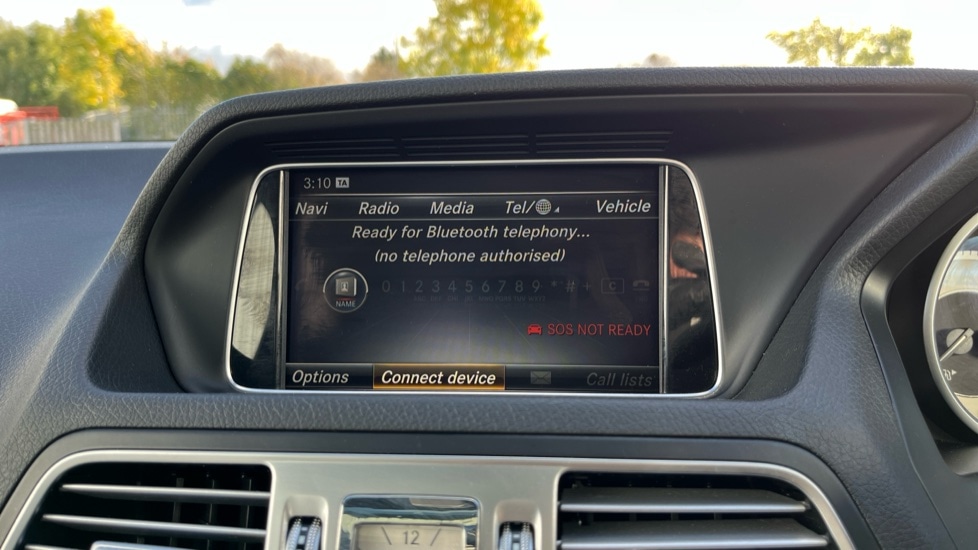 3:10 TA
Navi Radio Media Tel/ Vehicle
Ready for Bluetooth telephony...
(no telephone authorised)
NAME 0 1 2 3 4 5 6 7 8 9 * # + C
SOS NOT READY
Options Connect device Call lists
12